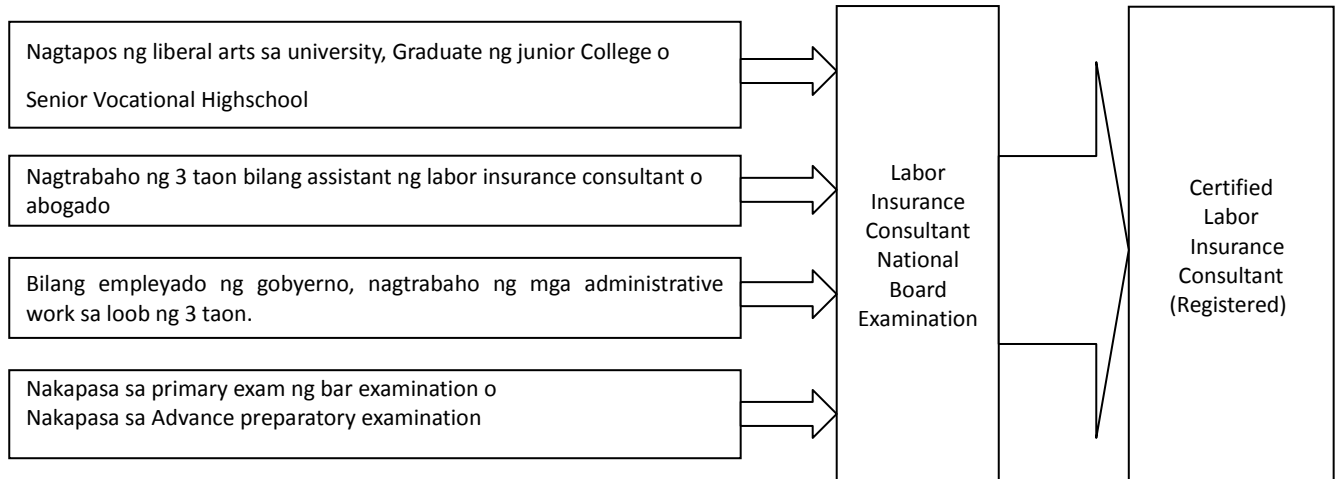 Nagtapos ng liberal arts sa university, Graduate ng junior College o
Senior Vocational Highschool
Nagtrabaho ng 3 taon bilang assistant ng labor insurance consultant o
abogado
Bilang empleyado ng gobyerno, nagtrabaho ng mga administrative
work sa loob ng 3 taon.
Nakapasa sa primary exam ng bar examination o
Nakapasa sa Advance preparatory examination
Labor
Insurance
Consultant
National
Board
Examination
Certified
Labor
Insurance
Consultant
(Registered)